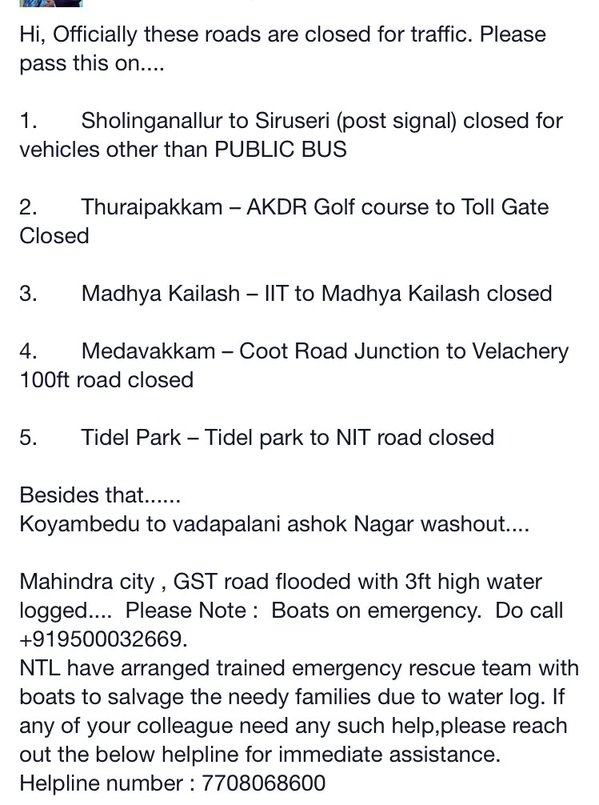 Hi, Officially these roads are closed for traffic. Please
pass this on....
1. Sholinganallur to Siruseri (post signal) closed for
vehicles other than PUBLIC BUS
2. Thuraipakkam – AKDR Golf course to Toll Gate
Closed
3. Madhya Kailash – IIT to Madhya Kailash closed
4. Medavakkam – Coot Road Junction to Velachery
100ft road closed
5. Tidel Park – Tidel park to NIT road closed
Besides that......
Koyambedu to vadapalani ashok Nagar washout....
Mahindra city , GST road flooded with 3ft high water
logged.... Please Note : Boats on emergency. Do call
+919500032669.
NTL have arranged trained emergency rescue team with
boats to salvage the needy families due to water log. If
any of your colleague need any such help,please reach
out the below helpline for immediate assistance.
Helpline number : 7708068600